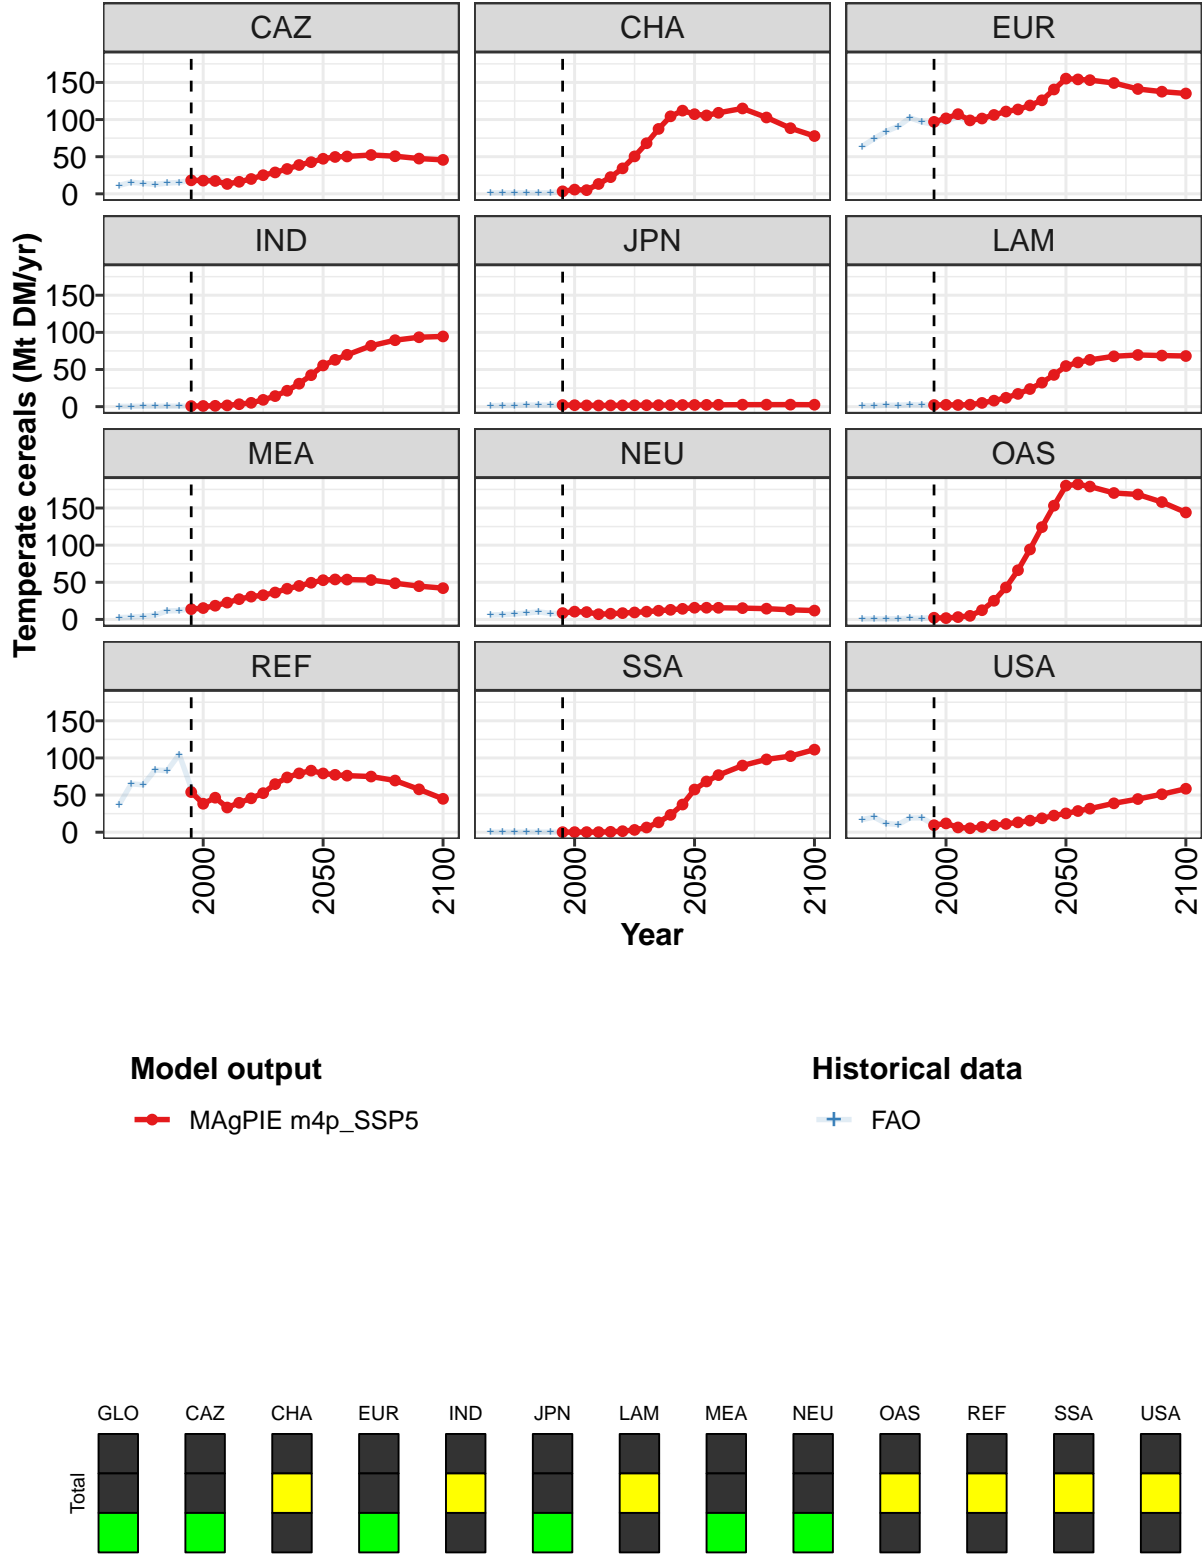 CAZ CHA EUR
150
100
50
0
IND JPN LAM
150
100
50
0
MEA NEU OAS
150
100
50
0
REF SSA USA
150
100
50
0
Temperate cereals (Mt DM/yr)
2000 2050 2100 2000 2050 2100 2000 2050 2100
Year
Model output Historical data
MAgPIE m4p_SSP5 FAO
GLO CAZ CHA EUR IND JPN LAM MEA NEU OAS REF SSA USA
Total